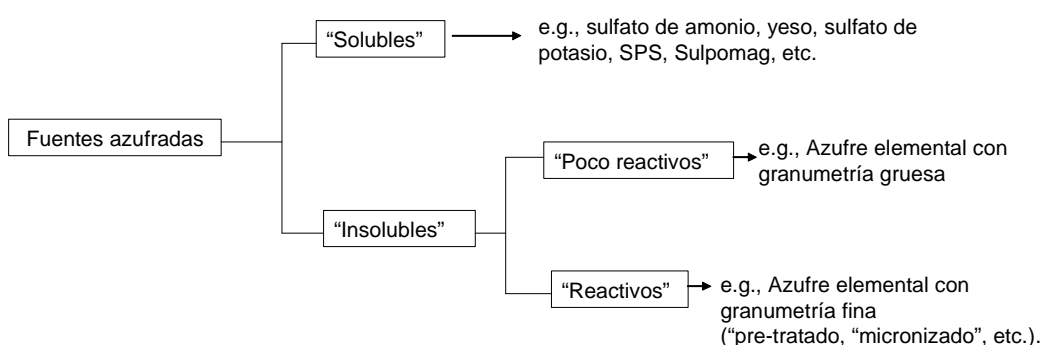 “Solubles”
e.g., sulfato de amonio, yeso, sulfato de
potasio, SPS, Sulpomag, etc.
Fuentes azufradas
“Poco reactivos”
e.g., Azufre elemental con
granumetría gruesa
“Insolubles”
“Reactivos”
e.g., Azufre elemental con
granumetría fina
(“pre-tratado, “micronizado”, etc.).